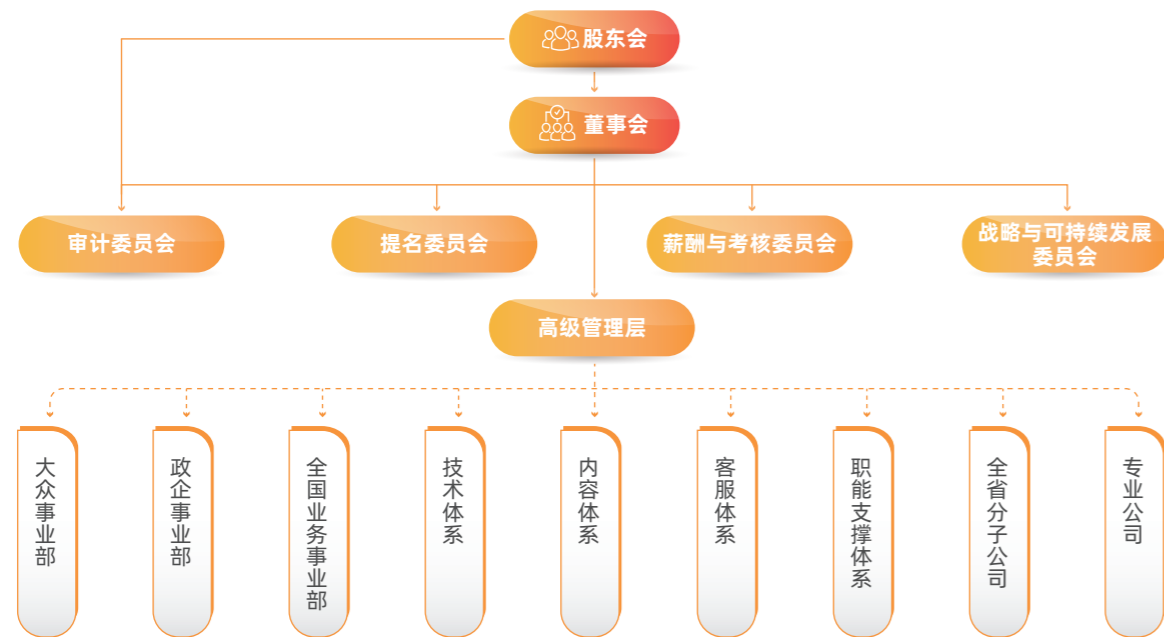 股东会
董事会
审计委员会
提名委员会
薪酬与考核委员会
战略与可持续发展
委员会
高级管理层
大众事业部
政企事业部
全国业务事业部
技术体系
内容体系
客服体系
职能支撑体系
全省分子公司
专业公司